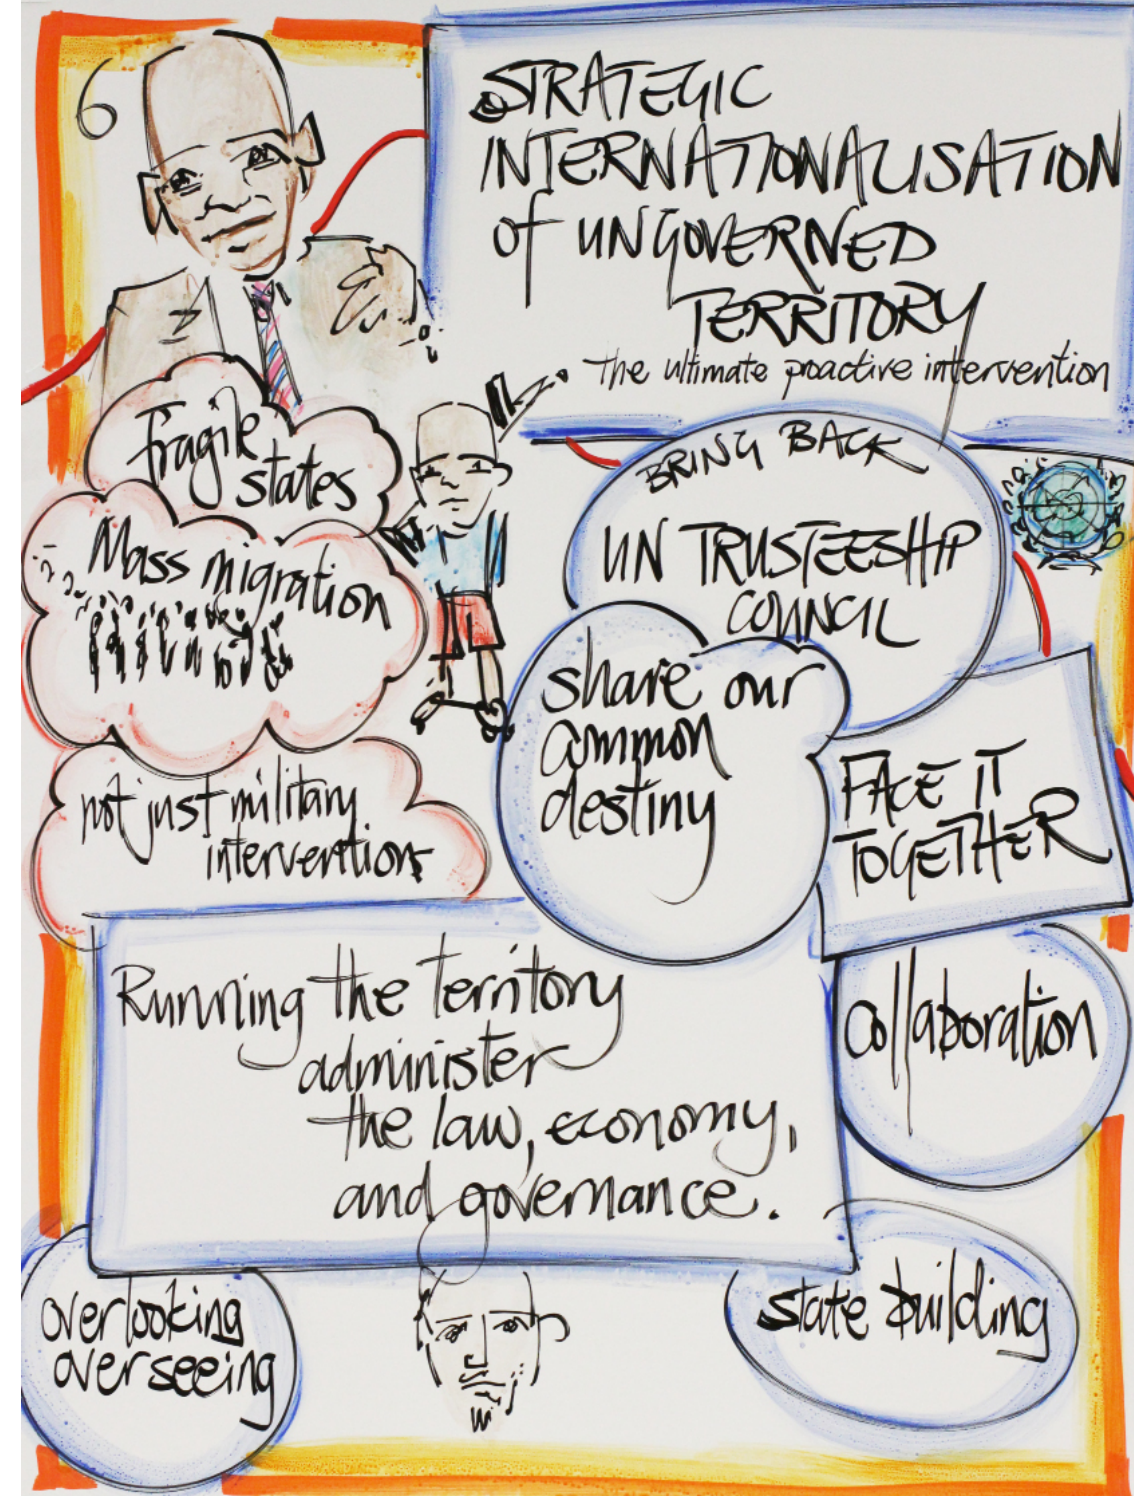 6
STRATEGIC
INTERNATIONALISATION
Of UNGOVERNED
TERRITORY
The ultimate proactive intervention
fragile
states
Mass migration
not just military
interventions
BRING BACK
UN TRUSTEESHIP
COUNCIL
share our
common
destiny
FACE IT
TOGETHER
Running the territory
administer
the law, economy,
and governance.
collaboration
overlooking
overseeing
state building